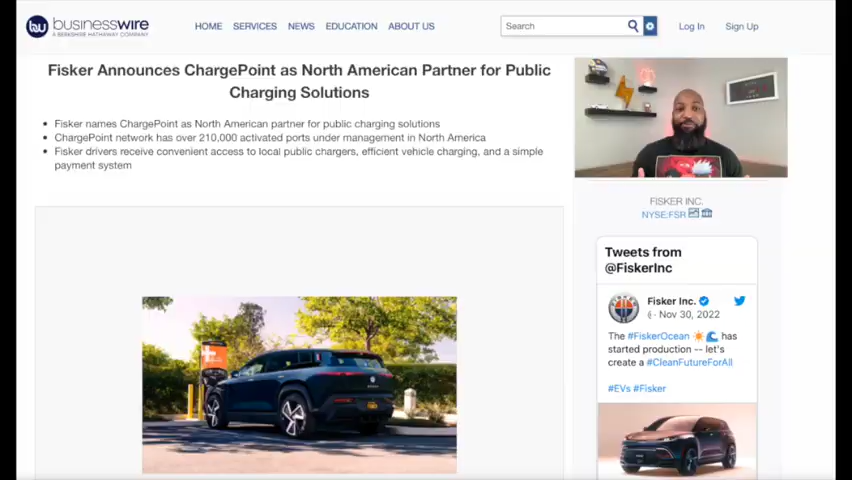 businesswire
A BERKSHIRE HATHAWAY COMPANY
HOME SERVICES NEWS EDUCATION ABOUT US
Search
Log In Sign Up
Fisker Announces ChargePoint as North American Partner for Public
Charging Solutions
Fisker names ChargePoint as North American partner for public charging solutions
ChargePoint network has over 210,000 activated ports under management in North America
Fisker drivers receive convenient access to local public chargers, efficient vehicle charging, and a simple
payment system
FISKER INC.
NYSE:FSR
Tweets from
@FiskerInc
Fisker Inc.
Nov 30, 2022
The #FiskerOcean ☀️🌊 has
started production -- let's
create a #CleanFutureForAll
#EVs #Fisker